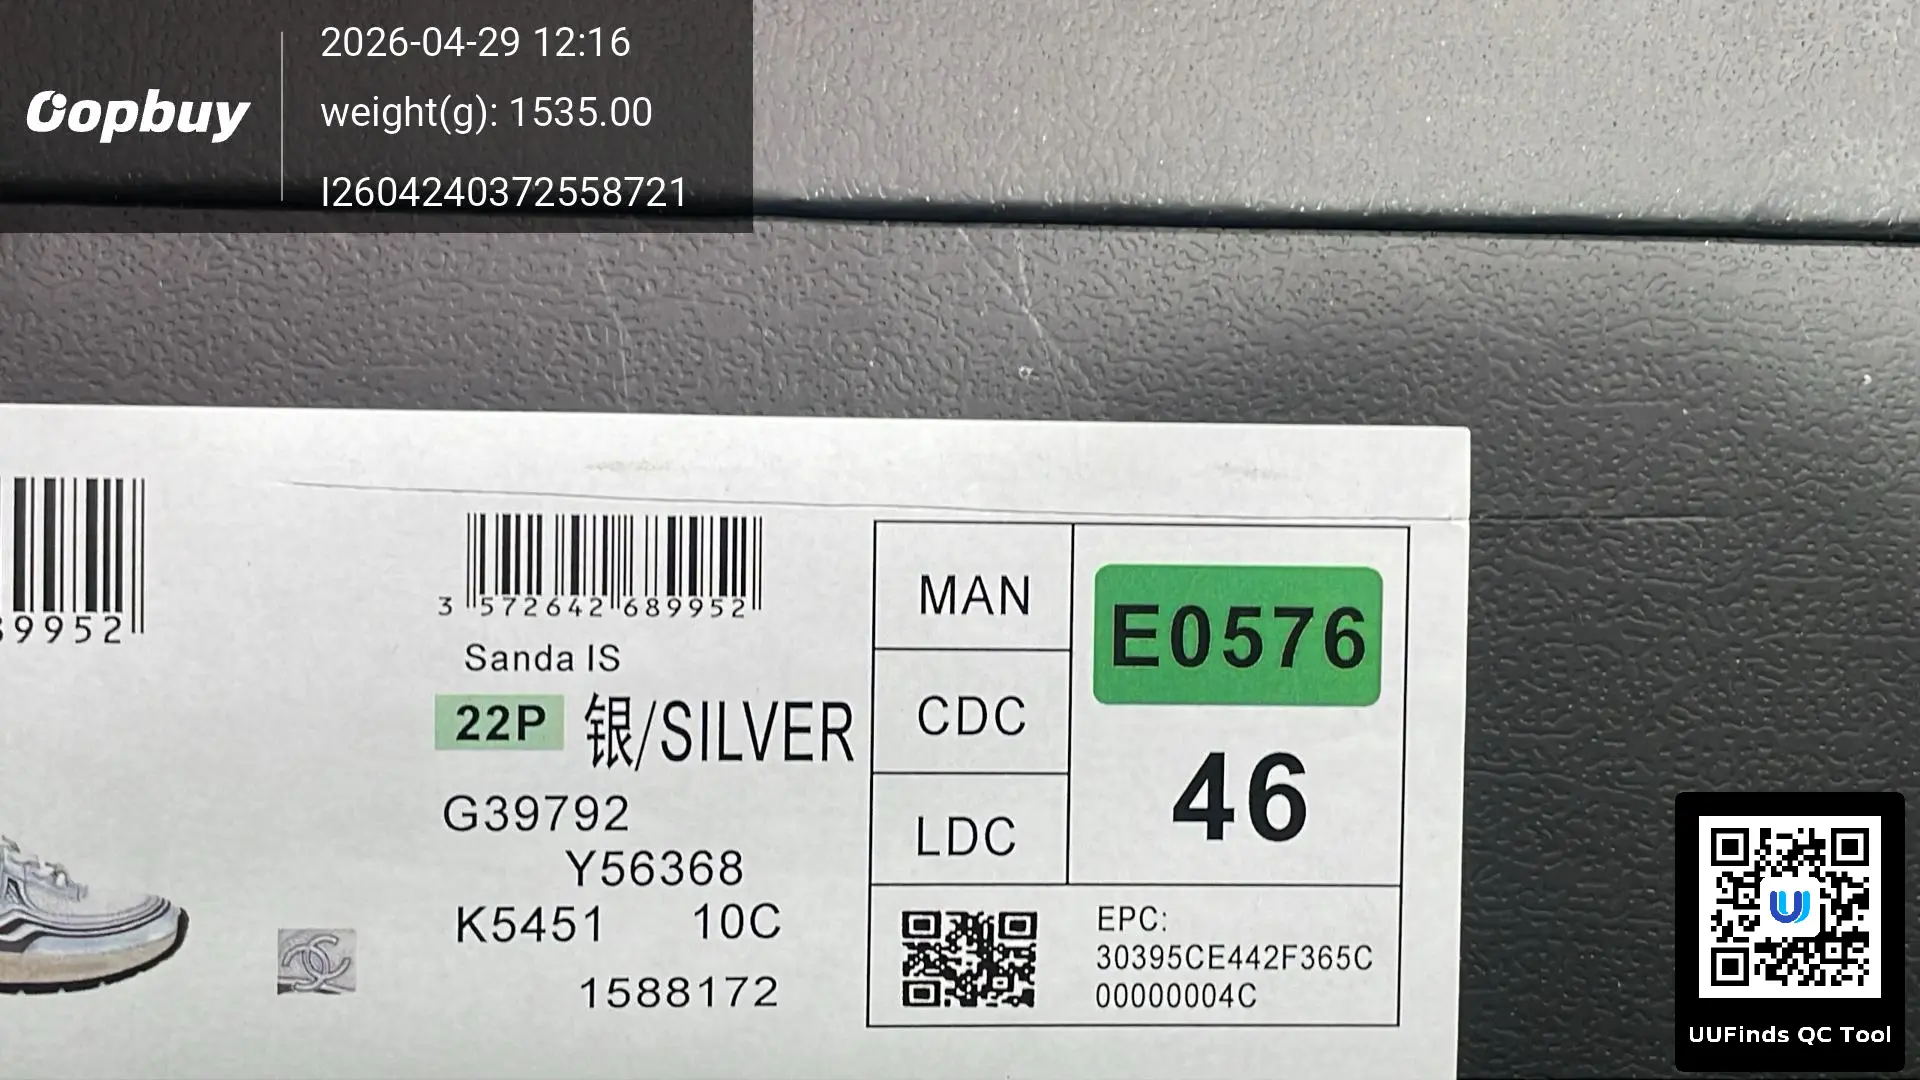 Oopbuy
2026-04-29 12:16
weight(g): 1535.00
I2604240372558721
9952
3 572642 689952
Sanda IS
22P 银/SILVER
G39792
Y56368
K5451 10C
1588172
MAN
CDC
LDC
E0576
46
EPC:
30395CE442F365C
00000004C
UUFinds QC Tool